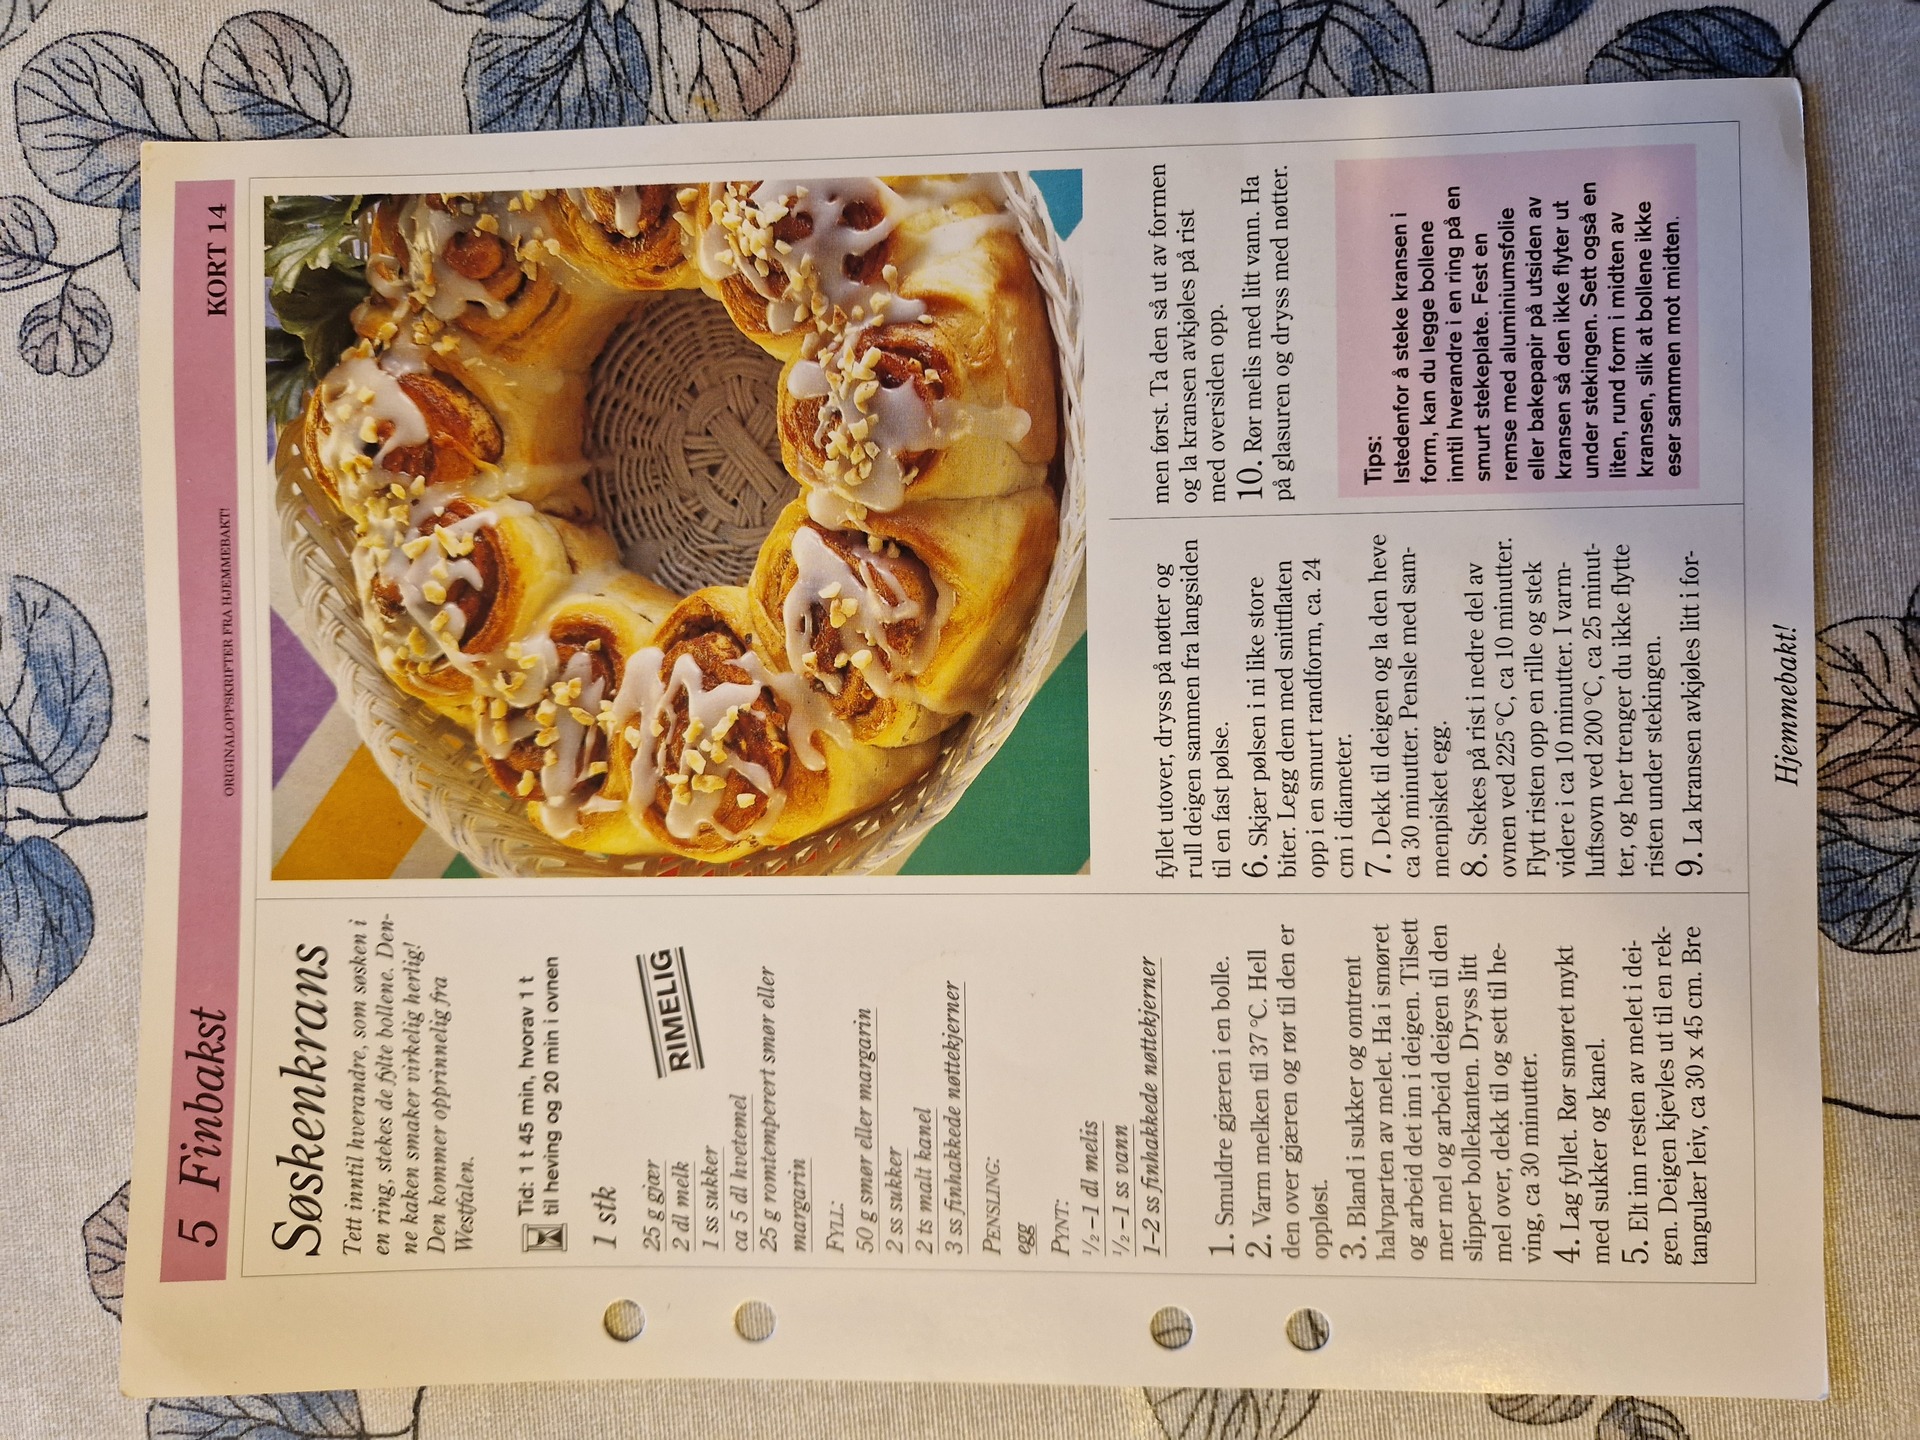 5 Finbakst
ORIGINALOPPSKRIFTER FRA HJEMMEBAKT!
KORT 14
Søskenkrans
Tett inntil hverandre, som søsken i
en ring, stekes de fylte bollene. Den-
ne kaken smaker virkelig herlig!
Den kommer opprinnelig fra
Westfalen.
Tid: 1 t 45 min, hvorav 1 t
til heving og 20 min i ovnen
1 stk
RIMELIG
25 g gjær
2 dl melk
1 ss sukker
ca 5 dl hvetemel
25 g romtemperert smør eller
margarin
FYLL:
50 g smør eller margarin
2 ss sukker
2 ts malt kanel
3 ss finhakkede nøttekjerner
PENSLING:
egg
PYNT:
1/2–1 dl melis
1/2–1 ss vann
1–2 ss finhakkede nøttekjerner
1. Smuldre gjæren i en bolle.
2. Varm melken til 37 °C. Hell
den over gjæren og rør til den er
oppløst.
3. Bland i sukker og omtrent
halvparten av melet. Ha i smøret
og arbeid det inn i deigen. Tilsett
mer mel og arbeid deigen til den
slipper bollekanten. Dryss litt
mel over, dekk til og sett til he-
ving, ca 30 minutter.
4. Lag fyllet. Rør smøret mykt
med sukker og kanel.
5. Elt inn resten av melet i dei-
gen. Deigen kjevles ut til en rek-
tangulær leiv, ca 30 x 45 cm. Bre
fyllet utover, dryss på nøtter og
rull deigen sammen fra langsiden
til en fast pølse.
6. Skjær pølsen i ni like store
biter. Legg dem med snittflaten
opp i en smurt randform, ca. 24
cm i diameter.
7. Dekk til deigen og la den heve
ca 30 minutter. Pensle med sam-
menpisket egg.
8. Stekes på rist i nedre del av
ovnen ved 225 °C, ca 10 minutter.
Flytt risten opp en rille og stek
videre i ca 10 minutter. I varm-
luftsovn ved 200 °C, ca 25 minut-
ter, og her trenger du ikke flytte
risten under stekingen.
9. La kransen avkjøles litt i for-
men først. Ta den så ut av formen
og la kransen avkjøles på rist
med oversiden opp.
10. Rør melis med litt vann. Ha
på glasuren og dryss med nøtter.
Tips:
Istedenfor å steke kransen i
form, kan du legge bollene
inntil hverandre i en ring på en
smurt stekeplate. Fest en
remse med aluminiumsfolie
eller bakepapir på utsiden av
kransen så den ikke flyter ut
under stekingen. Sett også en
liten, rund form i midten av
kransen, slik at bollene ikke
eser sammen mot midten.
Hjemmebakt!